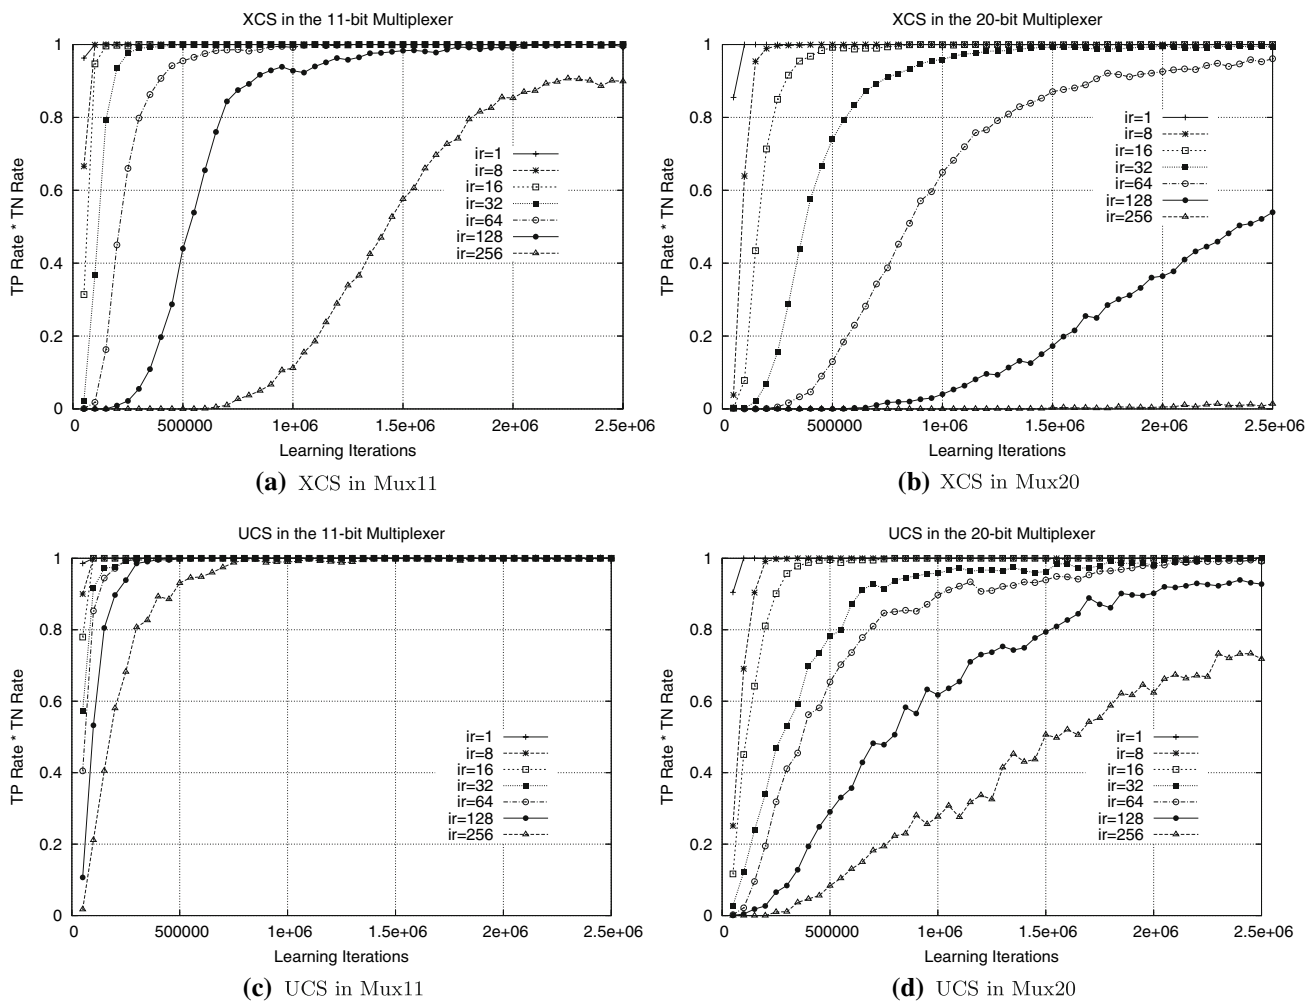 XCS in the 11-bit Multiplexer
TP Rate * TN Rate
1
0.8
0.6
0.4
0.2
0
ir=1
ir=8
ir=16
ir=32
ir=64
ir=128
ir=256
0
500000
1e+06
1.5e+06
2e+06
2.5e+06
Learning Iterations
(a) XCS in Mux11
XCS in the 20-bit Multiplexer
TP Rate * TN Rate
1
0.8
0.6
0.4
0.2
0
ir=1
ir=8
ir=16
ir=32
ir=64
ir=128
ir=256
0
500000
1e+06
1.5e+06
2e+06
2.5e+06
Learning Iterations
(b) XCS in Mux20
UCS in the 11-bit Multiplexer
TP Rate * TN Rate
1
0.8
0.6
0.4
0.2
0
ir=1
ir=8
ir=16
ir=32
ir=64
ir=128
ir=256
0
500000
1e+06
1.5e+06
2e+06
2.5e+06
Learning Iterations
(c) UCS in Mux11
UCS in the 20-bit Multiplexer
TP Rate * TN Rate
1
0.8
0.6
0.4
0.2
0
ir=1
ir=8
ir=16
ir=32
ir=64
ir=128
ir=256
0
500000
1e+06
1.5e+06
2e+06
2.5e+06
Learning Iterations
(d) UCS in Mux20